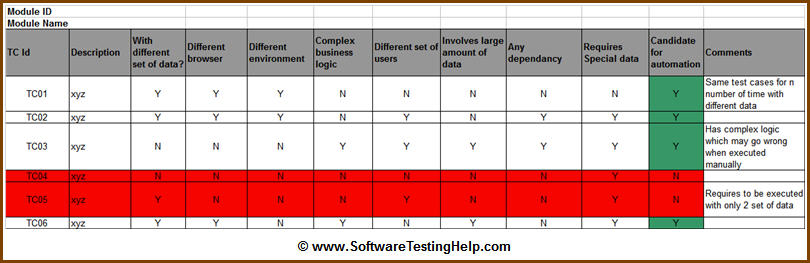 Module ID
Module Name
TC Id Description With different set of data? Different browser Different environment Complex business logic Different set of users Involves large amount of data Any dependancy Requires Special data Candidate for automation Comments
TC01 xyz Y Y Y N N N N N Y Same test cases for n number of time with different data
TC02 xyz Y Y Y N Y N Y Y Y
TC03 xyz N N N Y Y Y Y Y Y Has complex logic which may go wrong when executed manually
TC04 xyz N N N N N N N Y N
TC05 xyz Y N N N Y N N Y N Requires to be executed with only 2 set of data
TC06 xyz Y Y N Y N Y N Y Y
© www.SoftwareTestingHelp.com